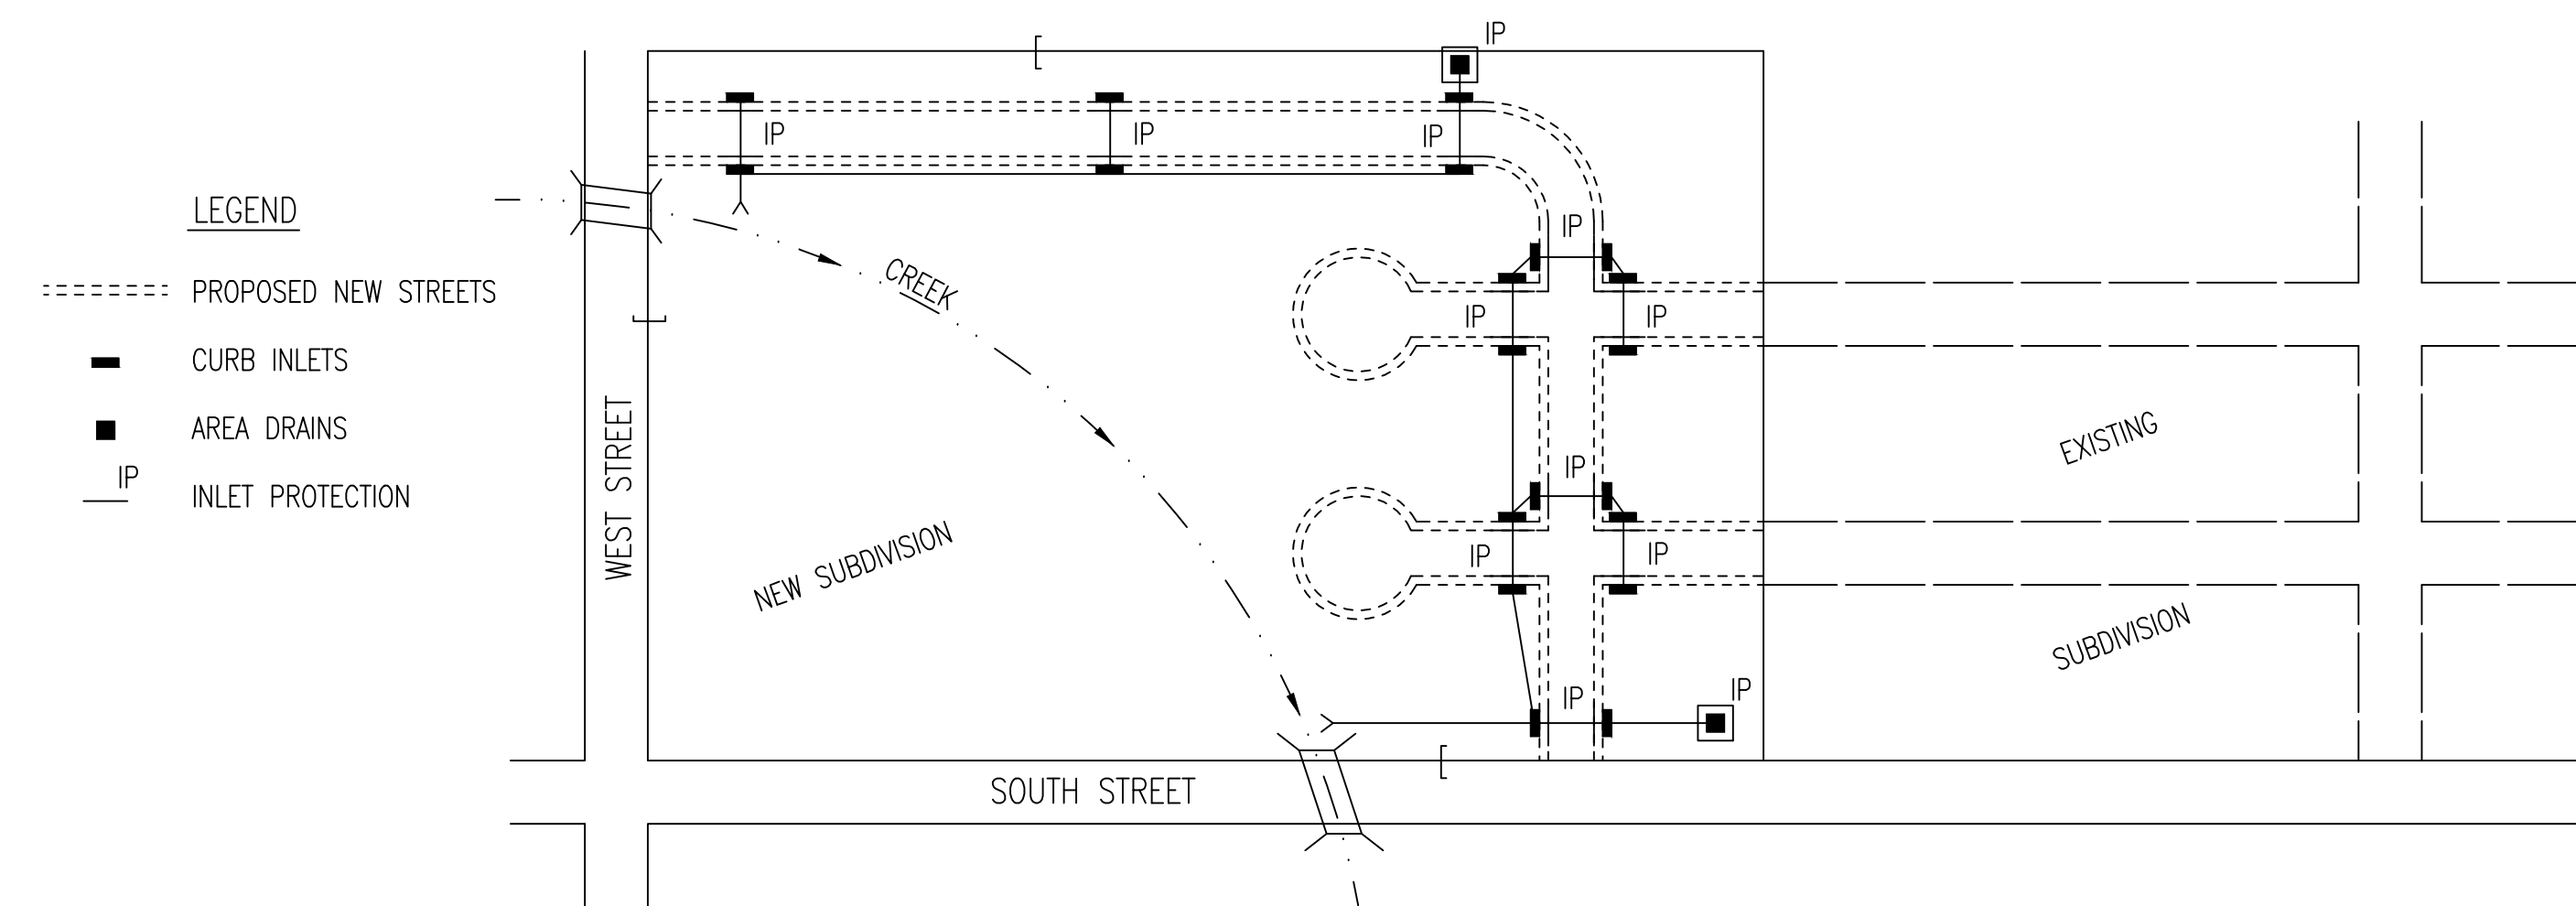 LEGEND
PROPOSED NEW STREETS
CURB INLETS
AREA DRAINS
IP
INLET PROTECTION
IP
IP
IP
IP
IP
CREEK
IP
IP
WEST STREET
NEW SUBDIVISION
IP
IP
IP
IP
IP
SOUTH STREET
EXISTING
SUBDIVISION